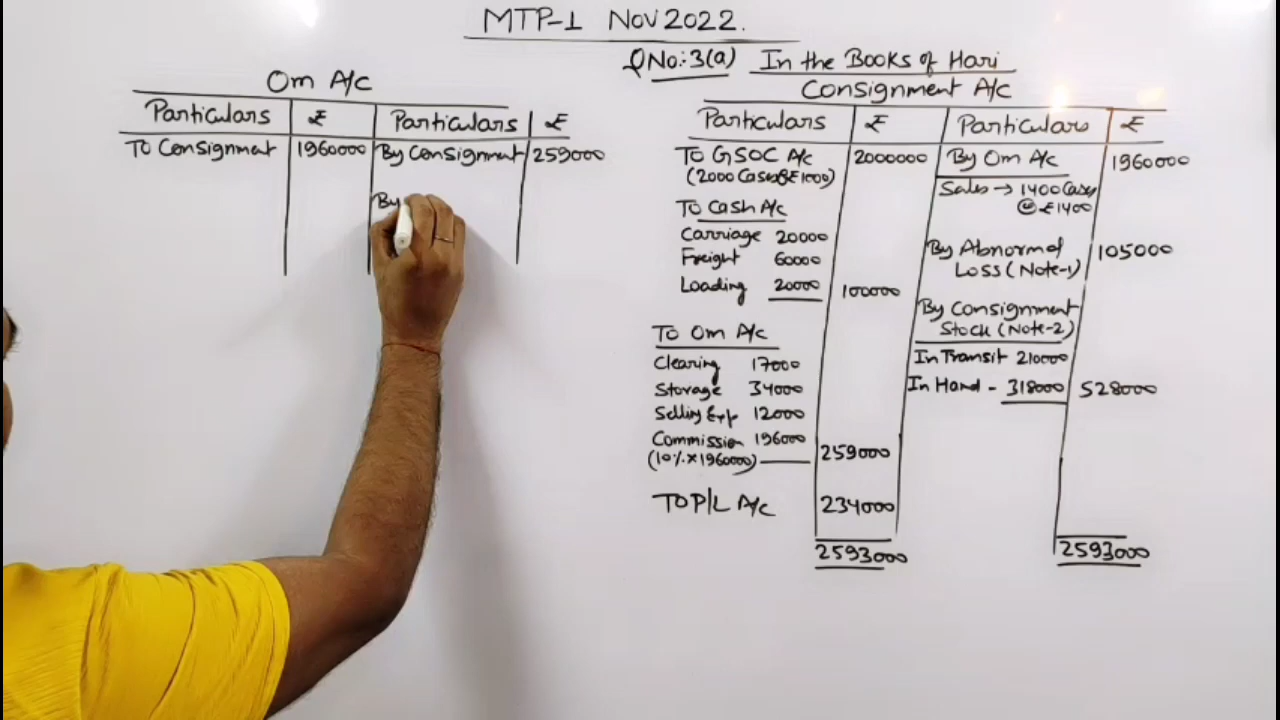 MTP-1 Nov 2022.
QNo:-3(a) In the Books of Hari
Om A/c
Particulars ₹ Particulars ₹
To Consignment 1960000 By Consignment 259000
By
Consignment A/c
Particulars ₹ Particulars ₹
To GSOC A/c 2000000 By Om A/c 1960000
(2000 Cases@₹1000) Sales → 1400 Cases
@ ₹1400
To Cash A/c
Carriage 20000 By Abnormal 105000
Freight 60000 Loss (Note-1)
Loading 20000 100000
By Consignment
Stock (Note-2)
To Om A/c
Clearing 17000 In Transit 210000
Storage 34000 In Hand - 318000 528000
Selling Exp 12000
Commission 196000
(10% x 1960000) 259000
TO P/L A/c 234000
2593000 2593000